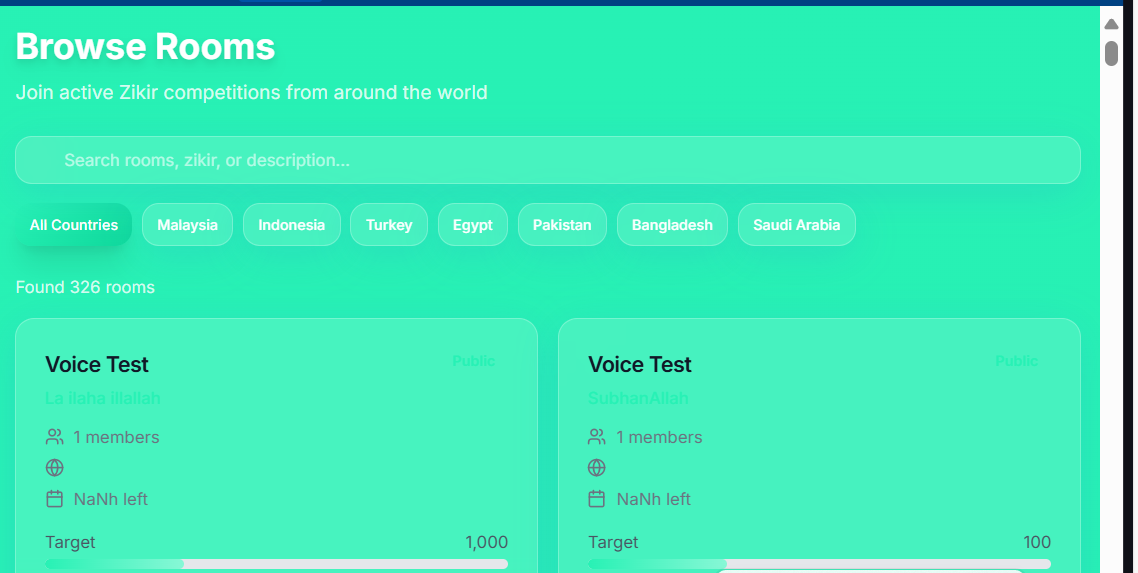 Browse Rooms
Join active Zikir competitions from around the world
Search rooms, zikir, or description...
All Countries Malaysia Indonesia Turkey Egypt Pakistan Bangladesh Saudi Arabia
Found 326 rooms
Voice Test Public
La ilaha illallah
1 members
NaNh left
Target 1,000
Voice Test Public
SubhanAllah
1 members
NaNh left
Target 100